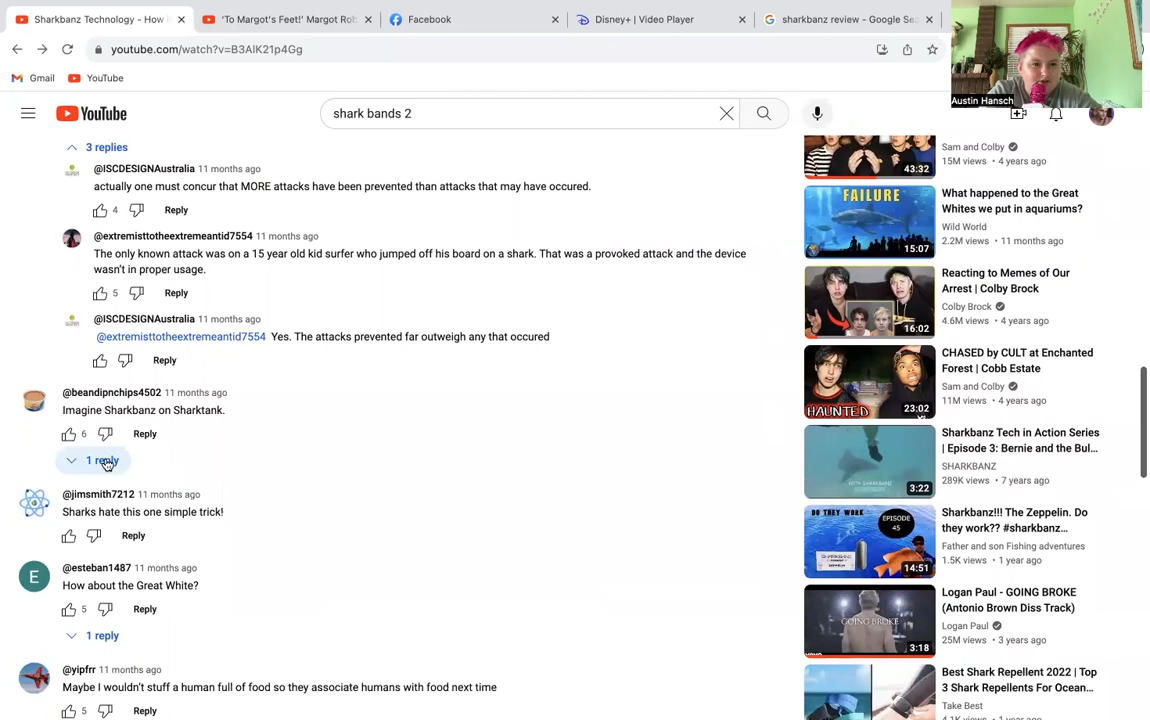 Sharkbanz Technology - How i
'To Margot's Feet!' Margot Rob
Facebook
Disney+ | Video Player
sharkbanz review - Google Sea
youtube.com/watch?v=B3AlK21p4Gg
Gmail
YouTube
Austin Hansch
YouTube
shark bands 2
3 replies
@ISCDESIGNAustralia 11 months ago
actually one must concur that MORE attacks have been prevented than attacks that may have occured.
4 Reply
@extremisttotheextremeantid7554 11 months ago
The only known attack was on a 15 year old kid surfer who jumped off his board on a shark. That was a provoked attack and the device
wasn't in proper usage.
5 Reply
@ISCDESIGNAustralia 11 months ago
@extremisttotheextremeantid7554 Yes. The attacks prevented far outweigh any that occured
Reply
@beandipnchips4502 11 months ago
Imagine Sharkbanz on Sharktank.
6 Reply
1 reply
@jimsmith7212 11 months ago
Sharks hate this one simple trick!
Reply
@esteban1487 11 months ago
E
How about the Great White?
5 Reply
1 reply
@yipfrr 11 months ago
Maybe I wouldn't stuff a human full of food so they associate humans with food next time
5 Reply
43:32
Sam and Colby
15M views • 4 years ago
FAILURE
15:07
What happened to the Great
Whites we put in aquariums?
Wild World
2.2M views • 11 months ago
16:02
Reacting to Memes of Our
Arrest | Colby Brock
Colby Brock
4.6M views • 4 years ago
HAUNTED
23:02
CHASED by CULT at Enchanted
Forest | Cobb Estate
Sam and Colby
11M views • 4 years ago
3:22
Sharkbanz Tech in Action Series
| Episode 3: Bernie and the Bul...
SHARKBANZ
289K views • 7 years ago
DO THEY WORK
EPISODE
45
14:51
Sharkbanz!!! The Zeppelin. Do
they work?? #sharkbanz...
Father and son Fishing adventures
1.5K views • 1 year ago
GOING BROKE
3:18
Logan Paul - GOING BROKE
(Antonio Brown Diss Track)
Logan Paul
25M views • 3 years ago
Best Shark Repellent 2022 | Top
3 Shark Repellents For Ocean...
Take Best
4.1K views • 1 year ago